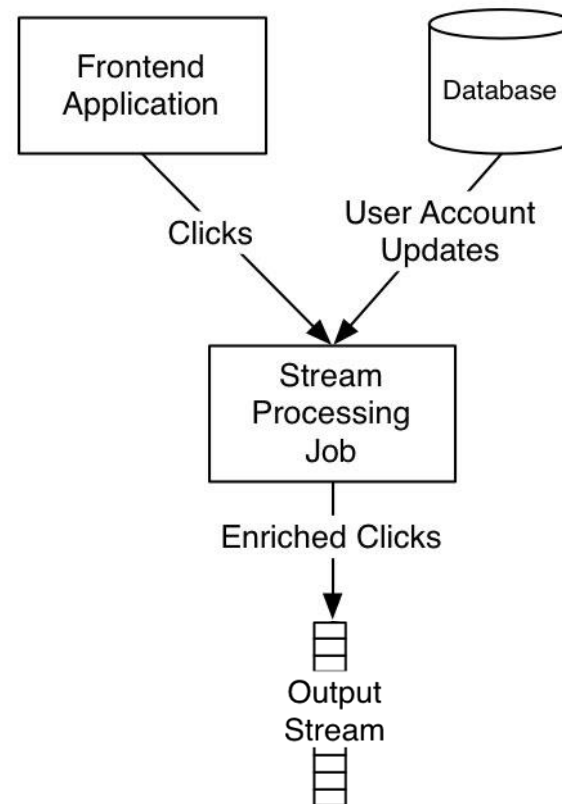 Frontend
Application
Database
Clicks
User Account
Updates
Stream
Processing
Job
Enriched Clicks
Output
Stream